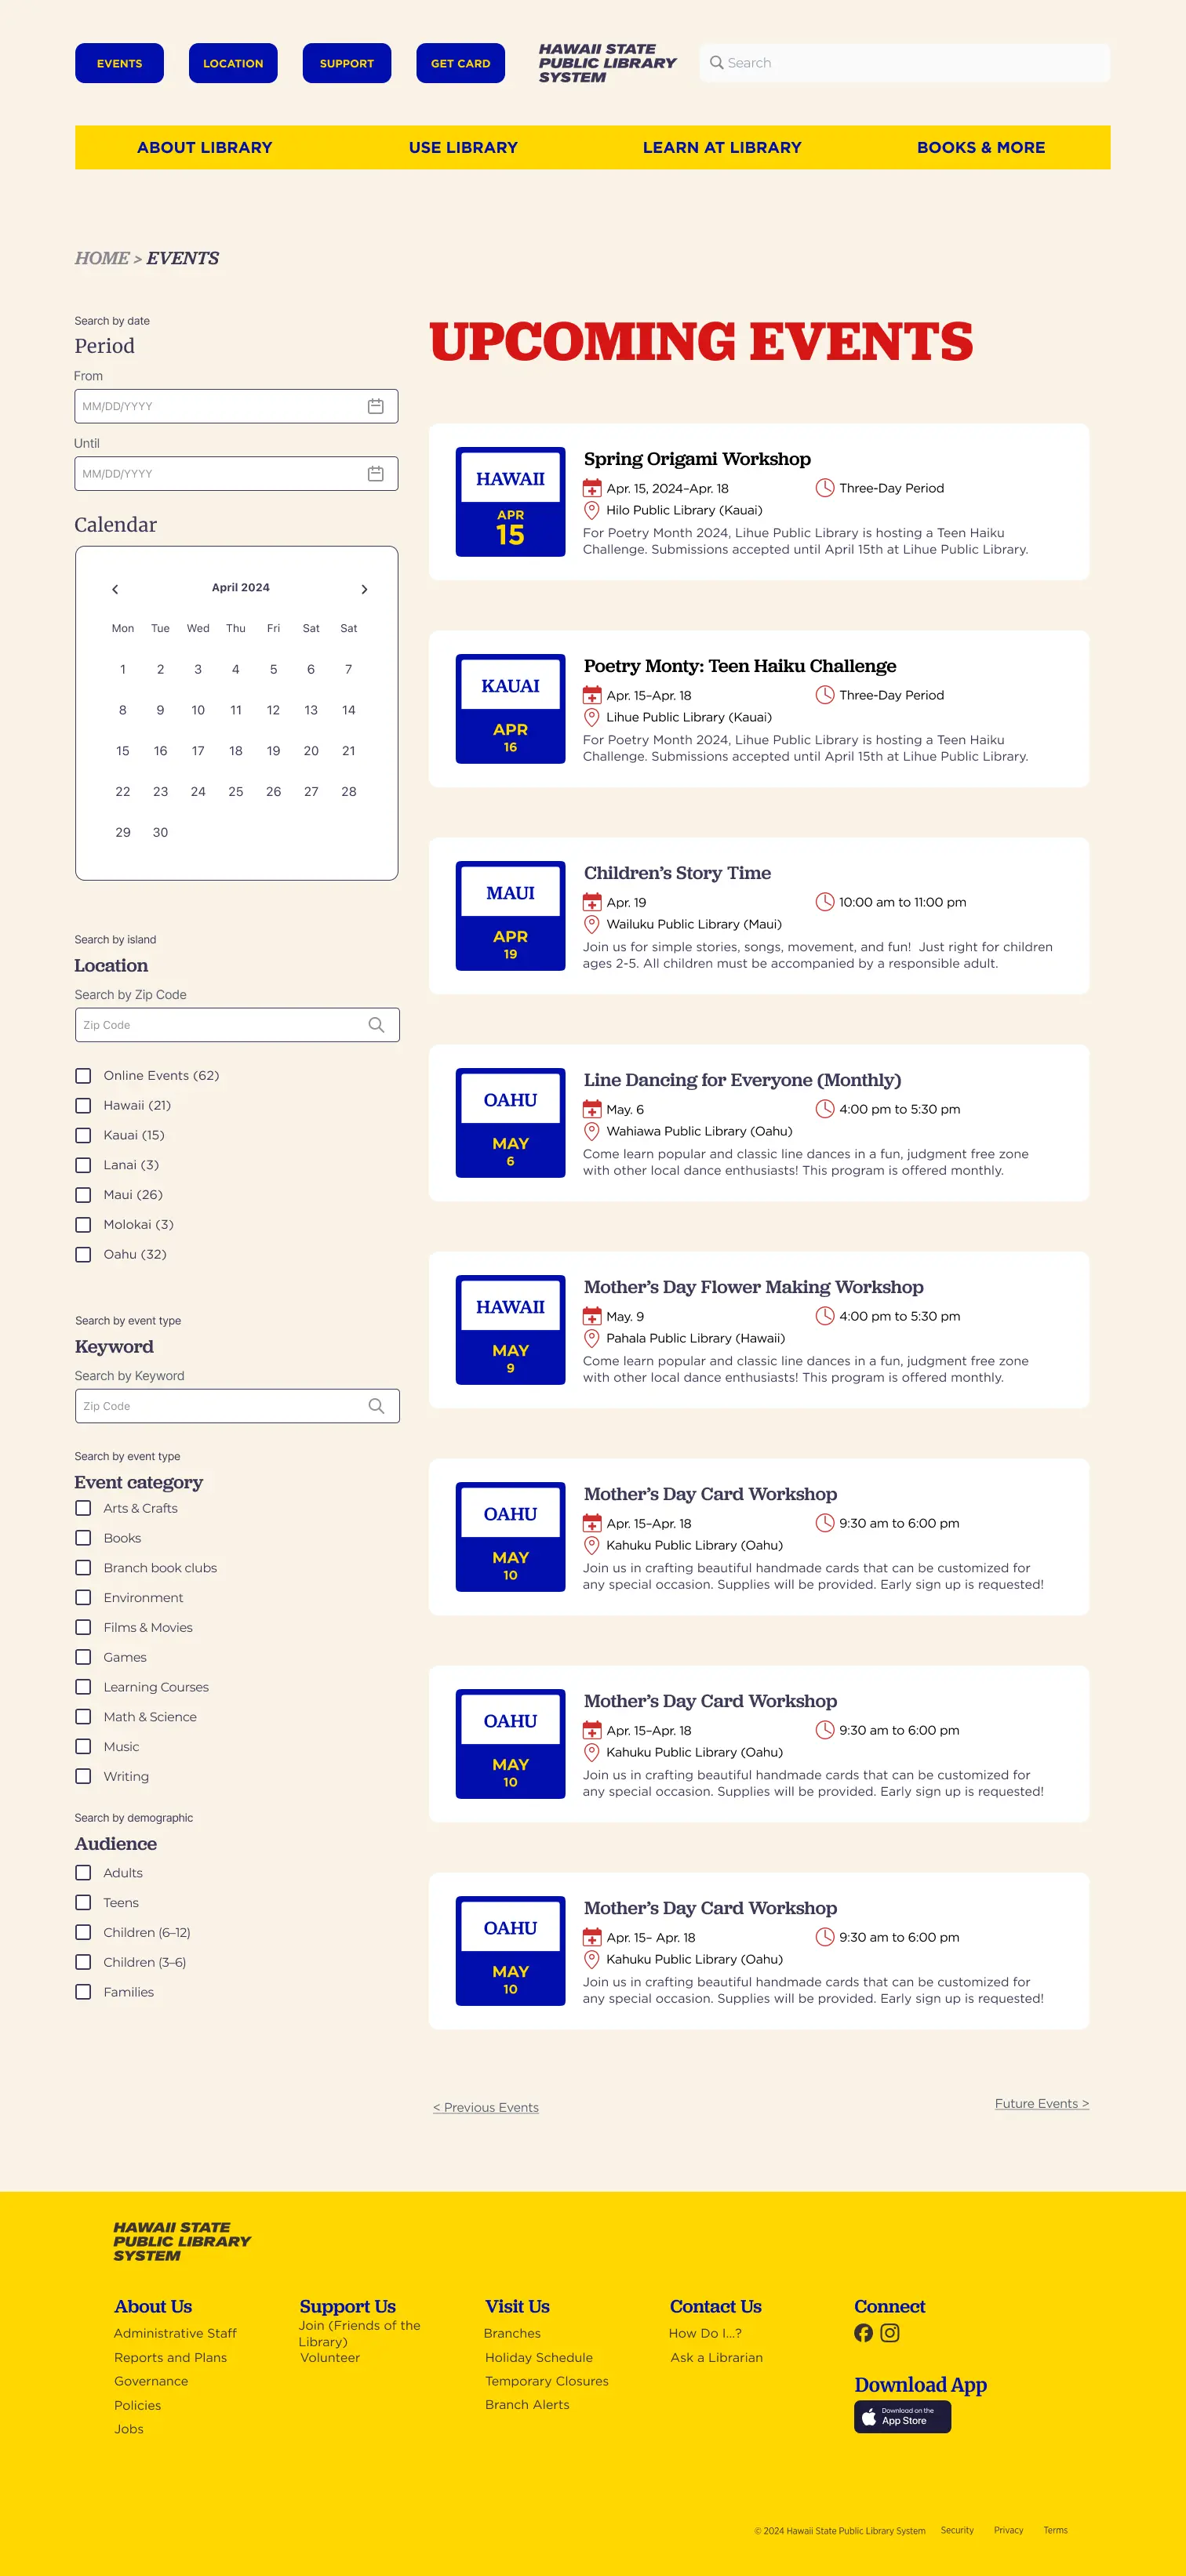 EVENTS
LOCATION
SUPPORT
GET CARD
HAWAII STATE
PUBLIC LIBRARY
SYSTEM
Search
ABOUT LIBRARY
USE LIBRARY
LEARN AT LIBRARY
BOOKS & MORE
HOME > EVENTS
Search by date
Period
From
MM/DD/YYYY
Until
MM/DD/YYYY
Calendar
April 2024
Mon Tue Wed Thu Fri Sat Sat
1 2 3 4 5 6 7
8 9 10 11 12 13 14
15 16 17 18 19 20 21
22 23 24 25 26 27 28
29 30
Search by island
Location
Search by Zip Code
Zip Code
Online Events (62)
Hawaii (21)
Kauai (15)
Lanai (3)
Maui (26)
Molokai (3)
Oahu (32)
Search by event type
Keyword
Search by Keyword
Zip Code
Search by event type
Event category
Arts & Crafts
Books
Branch book clubs
Environment
Films & Movies
Games
Learning Courses
Math & Science
Music
Writing
Search by demographic
Audience
Adults
Teens
Children (6–12)
Children (3–6)
Families
UPCOMING EVENTS
HAWAII
APR
15
Spring Origami Workshop
Apr. 15, 2024–Apr. 18
Three-Day Period
Hilo Public Library (Kauai)
For Poetry Month 2024, Lihue Public Library is hosting a Teen Haiku
Challenge. Submissions accepted until April 15th at Lihue Public Library.
KAUAI
APR
16
Poetry Monty: Teen Haiku Challenge
Apr. 15–Apr. 18
Three-Day Period
Lihue Public Library (Kauai)
For Poetry Month 2024, Lihue Public Library is hosting a Teen Haiku
Challenge. Submissions accepted until April 15th at Lihue Public Library.
MAUI
APR
19
Children’s Story Time
Apr. 19
10:00 am to 11:00 pm
Wailuku Public Library (Maui)
Join us for simple stories, songs, movement, and fun! Just right for children
ages 2-5. All children must be accompanied by a responsible adult.
OAHU
MAY
6
Line Dancing for Everyone (Monthly)
May. 6
4:00 pm to 5:30 pm
Wahiawa Public Library (Oahu)
Come learn popular and classic line dances in a fun, judgment free zone
with other local dance enthusiasts! This program is offered monthly.
HAWAII
MAY
9
Mother’s Day Flower Making Workshop
May. 9
4:00 pm to 5:30 pm
Pahala Public Library (Hawaii)
Come learn popular and classic line dances in a fun, judgment free zone
with other local dance enthusiasts! This program is offered monthly.
OAHU
MAY
10
Mother’s Day Card Workshop
Apr. 15–Apr. 18
9:30 am to 6:00 pm
Kahuku Public Library (Oahu)
Join us in crafting beautiful handmade cards that can be customized for
any special occasion. Supplies will be provided. Early sign up is requested!
OAHU
MAY
10
Mother’s Day Card Workshop
Apr. 15–Apr. 18
9:30 am to 6:00 pm
Kahuku Public Library (Oahu)
Join us in crafting beautiful handmade cards that can be customized for
any special occasion. Supplies will be provided. Early sign up is requested!
OAHU
MAY
10
Mother’s Day Card Workshop
Apr. 15– Apr. 18
9:30 am to 6:00 pm
Kahuku Public Library (Oahu)
Join us in crafting beautiful handmade cards that can be customized for
any special occasion. Supplies will be provided. Early sign up is requested!
< Previous Events
Future Events >
HAWAII STATE
PUBLIC LIBRARY
SYSTEM
About Us
Administrative Staff
Reports and Plans
Governance
Policies
Jobs
Support Us
Join (Friends of the
Library)
Volunteer
Visit Us
Branches
Holiday Schedule
Temporary Closures
Branch Alerts
Contact Us
How Do I...?
Ask a Librarian
Connect
Download App
Download on the
App Store
© 2024 Hawaii State Public Library System
Security
Privacy
Terms